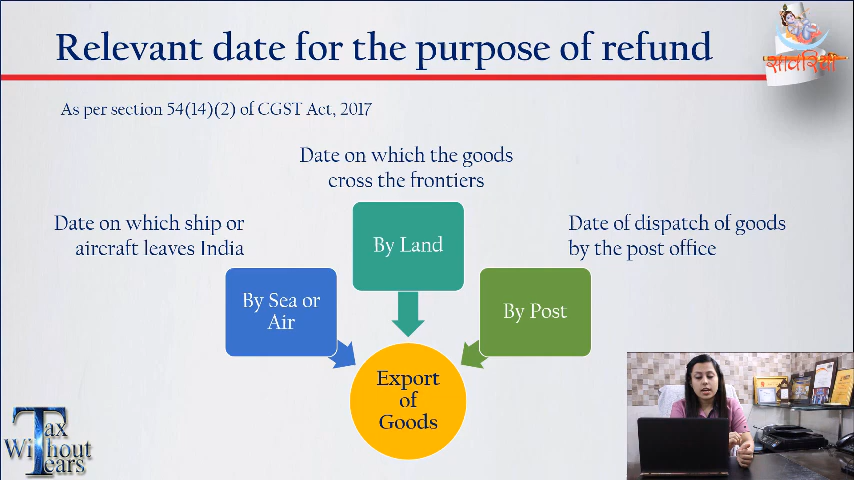 Relevant date for the purpose of refund
सावरिया
As per section 54(14)(2) of CGST Act, 2017
Date on which the goods
cross the frontiers
Date on which ship or
aircraft leaves India
Date of dispatch of goods
by the post office
By Land
By Sea or
Air
By Post
Export
of
Goods
Tax
Without
Tears